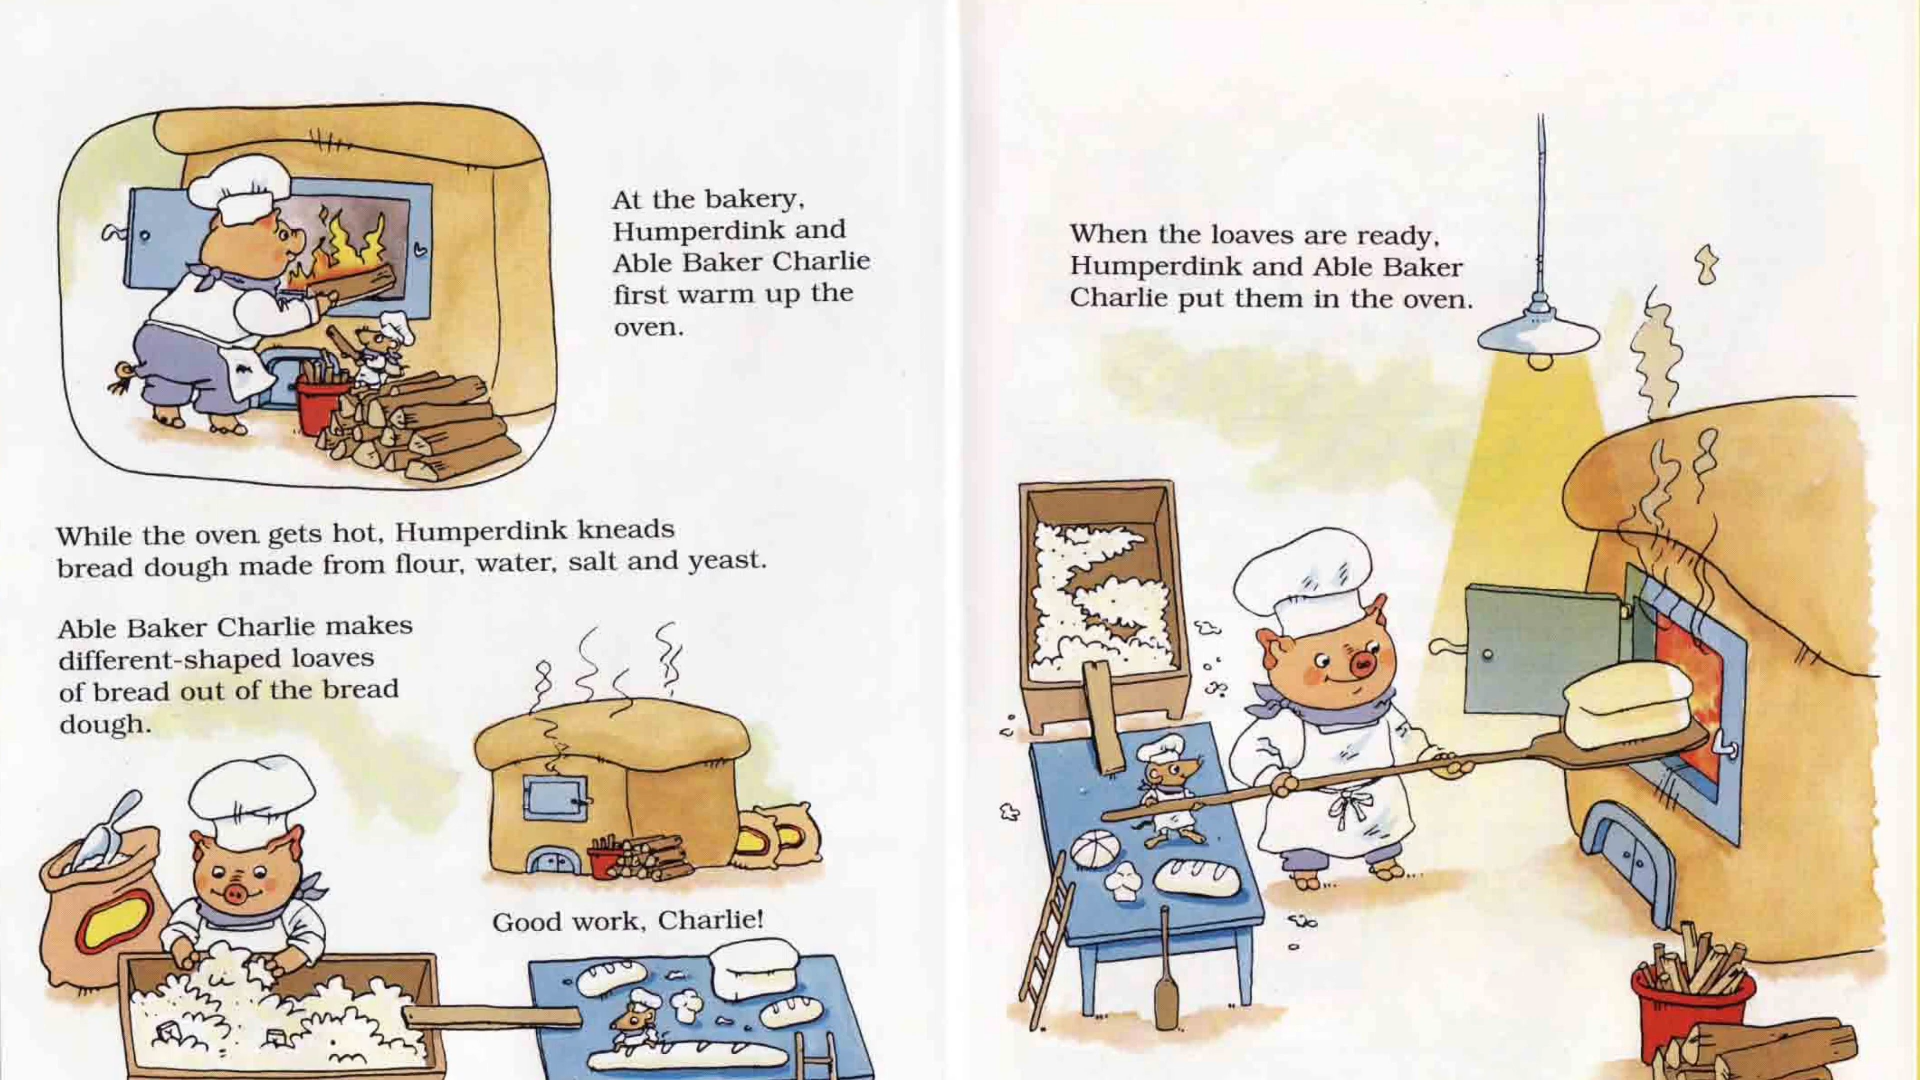 At the bakery,
Humperdink and
Able Baker Charlie
first warm up the
oven.
While the oven gets hot, Humperdink kneads
bread dough made from flour, water, salt and yeast.
Able Baker Charlie makes
different-shaped loaves
of bread out of the bread
dough.
Good work, Charlie!
When the loaves are ready,
Humperdink and Able Baker
Charlie put them in the oven.